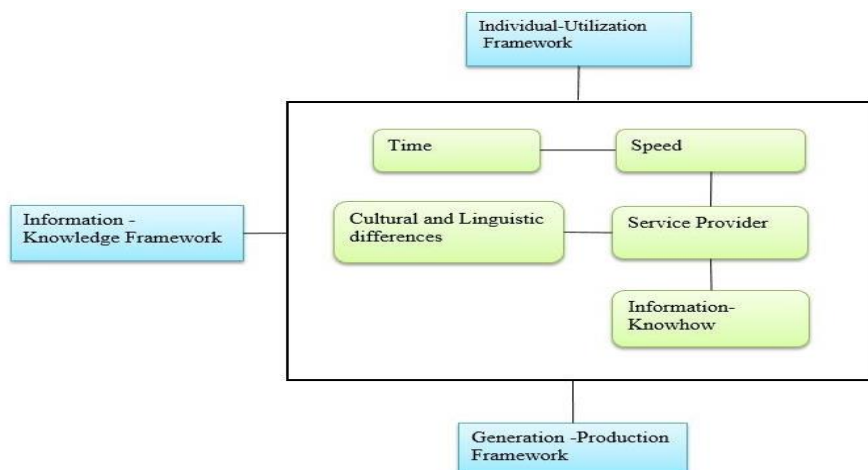 Individual-Utilization
Framework
Time
Speed
Information -
Knowledge Framework
Cultural and Linguistic
differences
Service Provider
Information-
Knowhow
Generation -Production
Framework